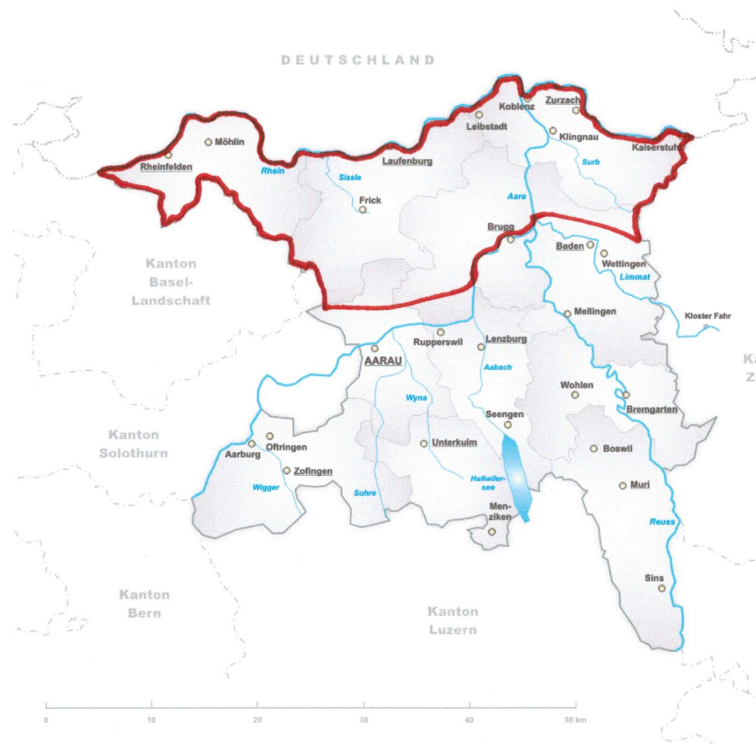 DEUTSCHLAND
Koblenz
Zurzach
Leibstadt
Klingnau
Kaiserstuhl
Möhlin
Rheinfelden
Laufenburg
Surb
Rhein
Sissle
Aare
Frick
Brugg
Baden
Wettingen
Limmat
Kanton
Basel-
Landschaft
Mellingen
Kloster Fahr
Rupperswil
Lenzburg
AARAU
Aabach
Ka
Z
Wyna
Wohlen
Bremgarten
Seengen
Kanton
Solothurn
Oftringen
Aarburg
Unterkulm
Boswil
Zofingen
Wigger
Suhre
Hallwiler-
see
Muri
Men-
ziken
Reuss
Sins
Kanton
Bern
Kanton
Luzern
0 10 20 30 40 50 km